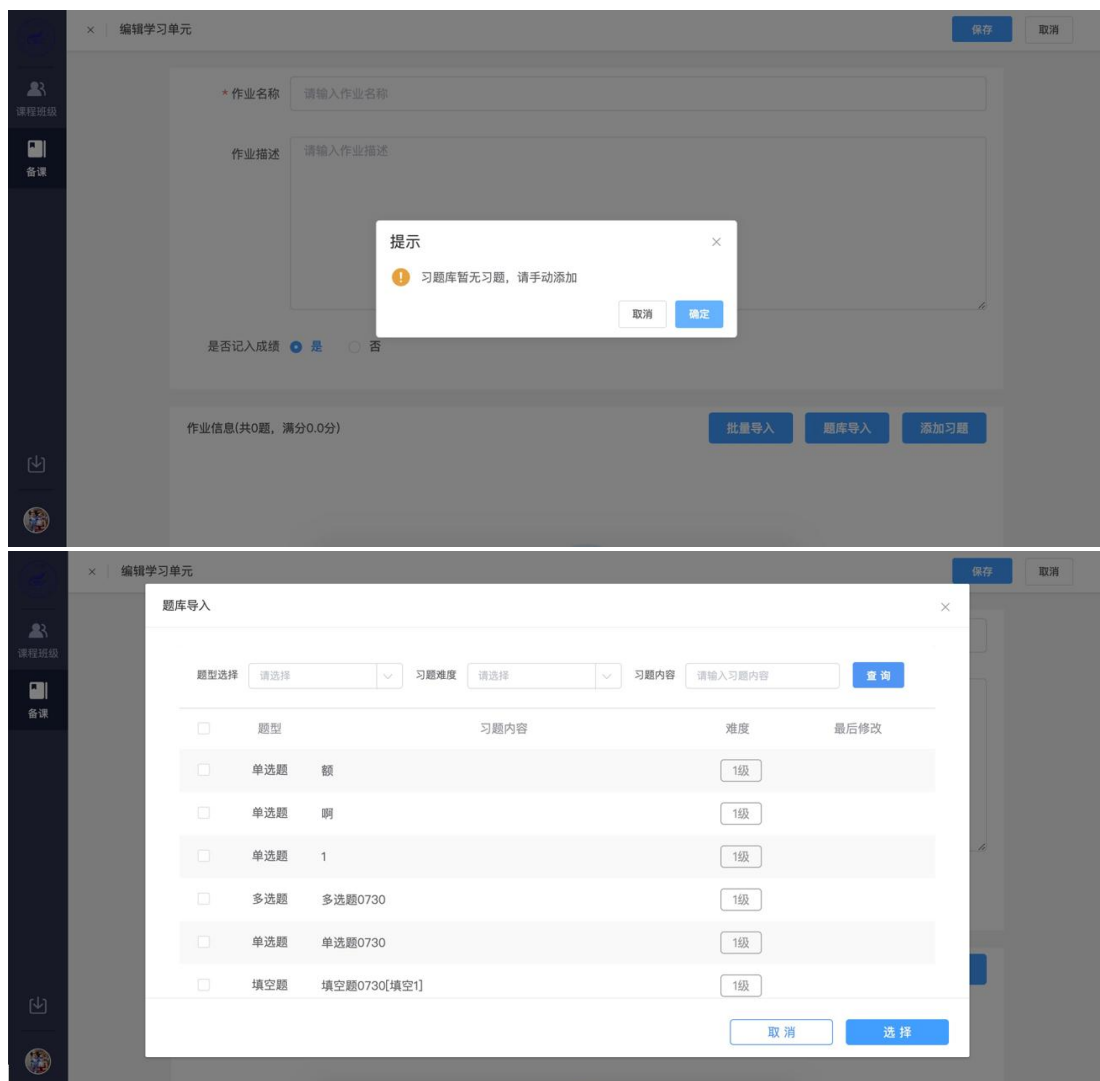 × 编辑学习单元 保存 取消
课程班级
备课
* 作业名称 请输入作业名称
作业描述 请输入作业描述
提示 ×
习题库暂无习题，请手动添加
取消 确定
是否记入成绩 是 否
作业信息(共0题，满分0.0分) 批量导入 题库导入 添加习题
× 编辑学习单元 保存 取消
课程班级
备课
题库导入 ×
题型选择 请选择 习题难度 请选择 习题内容 请输入习题内容 查询
题型 习题内容 难度 最后修改
单选题 额 1级
单选题 啊 1级
单选题 1 1级
多选题 多选题0730 1级
单选题 单选题0730 1级
填空题 填空题0730[填空1] 1级
取消 选择